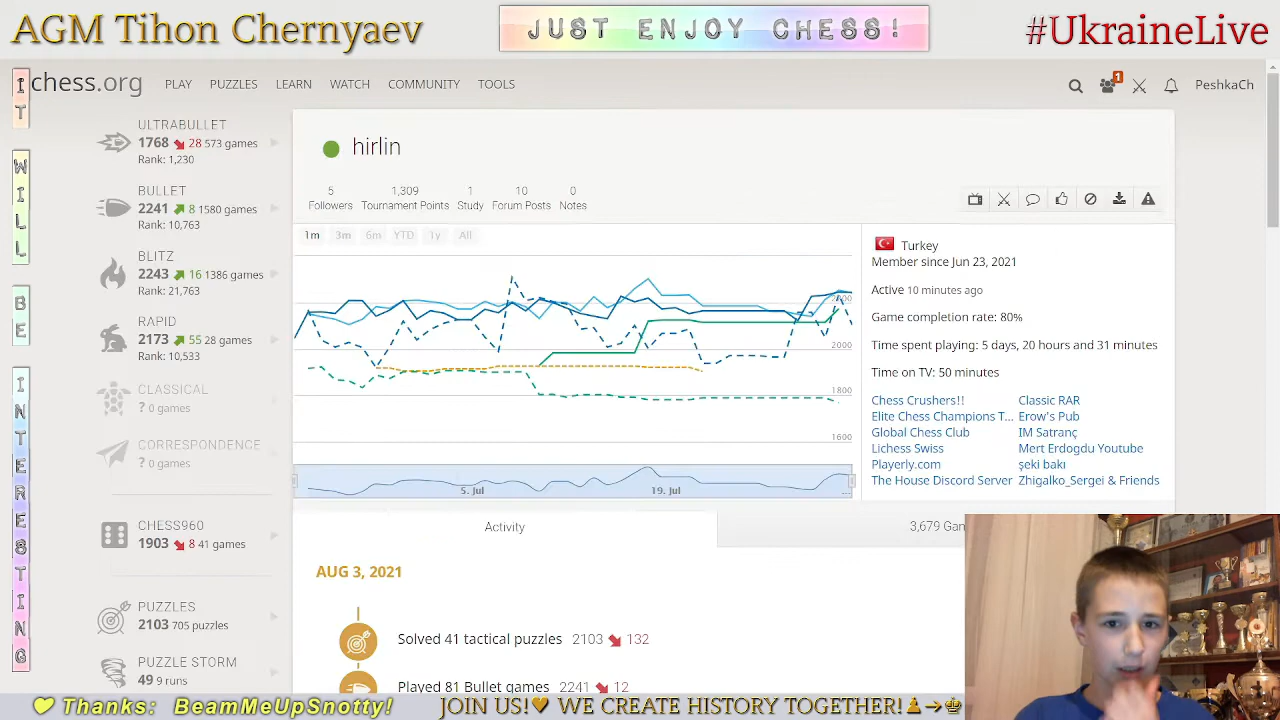 AGM Tihon Chernyaev
JUST ENJOY CHESS!
#UkraineLive
IT WILL BE INTERESTING
chess.org
PLAY PUZZLES LEARN WATCH COMMUNITY TOOLS
1
PeshkaCh
ULTRABULLET
1768 28 573 games
Rank: 1,230
BULLET
2241 8 1580 games
Rank: 10,763
BLITZ
2243 16 1386 games
Rank: 21,763
RAPID
2173 55 28 games
Rank: 10,533
CLASSICAL
? 0 games
CORRESPONDENCE
? 0 games
CHESS960
1903 8 41 games
PUZZLES
2103 705 puzzles
PUZZLE STORM
49 9 runs
hirlin
5 Followers
1,309 Tournament Points
1 Study
10 Forum Posts
0 Notes
1m 3m 6m YTD 1y All
2000
1800
1600
5. Jul 19. Jul
Turkey
Member since Jun 23, 2021
Active 10 minutes ago
Game completion rate: 80%
Time spent playing: 5 days, 20 hours and 31 minutes
Time on TV: 50 minutes
Chess Crushers!! Classic RAR
Elite Chess Champions T... Erow's Pub
Global Chess Club IM Satranç
Lichess Swiss Mert Erdogdu Youtube
Playerly.com şeki bakı
The House Discord Server Zhigalko_Sergei & Friends
Activity
3,679 Gam
AUG 3, 2021
Solved 41 tactical puzzles 2103 132
Played 81 Bullet games 2241 12
Thanks: BeamMeUpSnotty!
JOIN US! WE CREATE HISTORY TOGETHER!